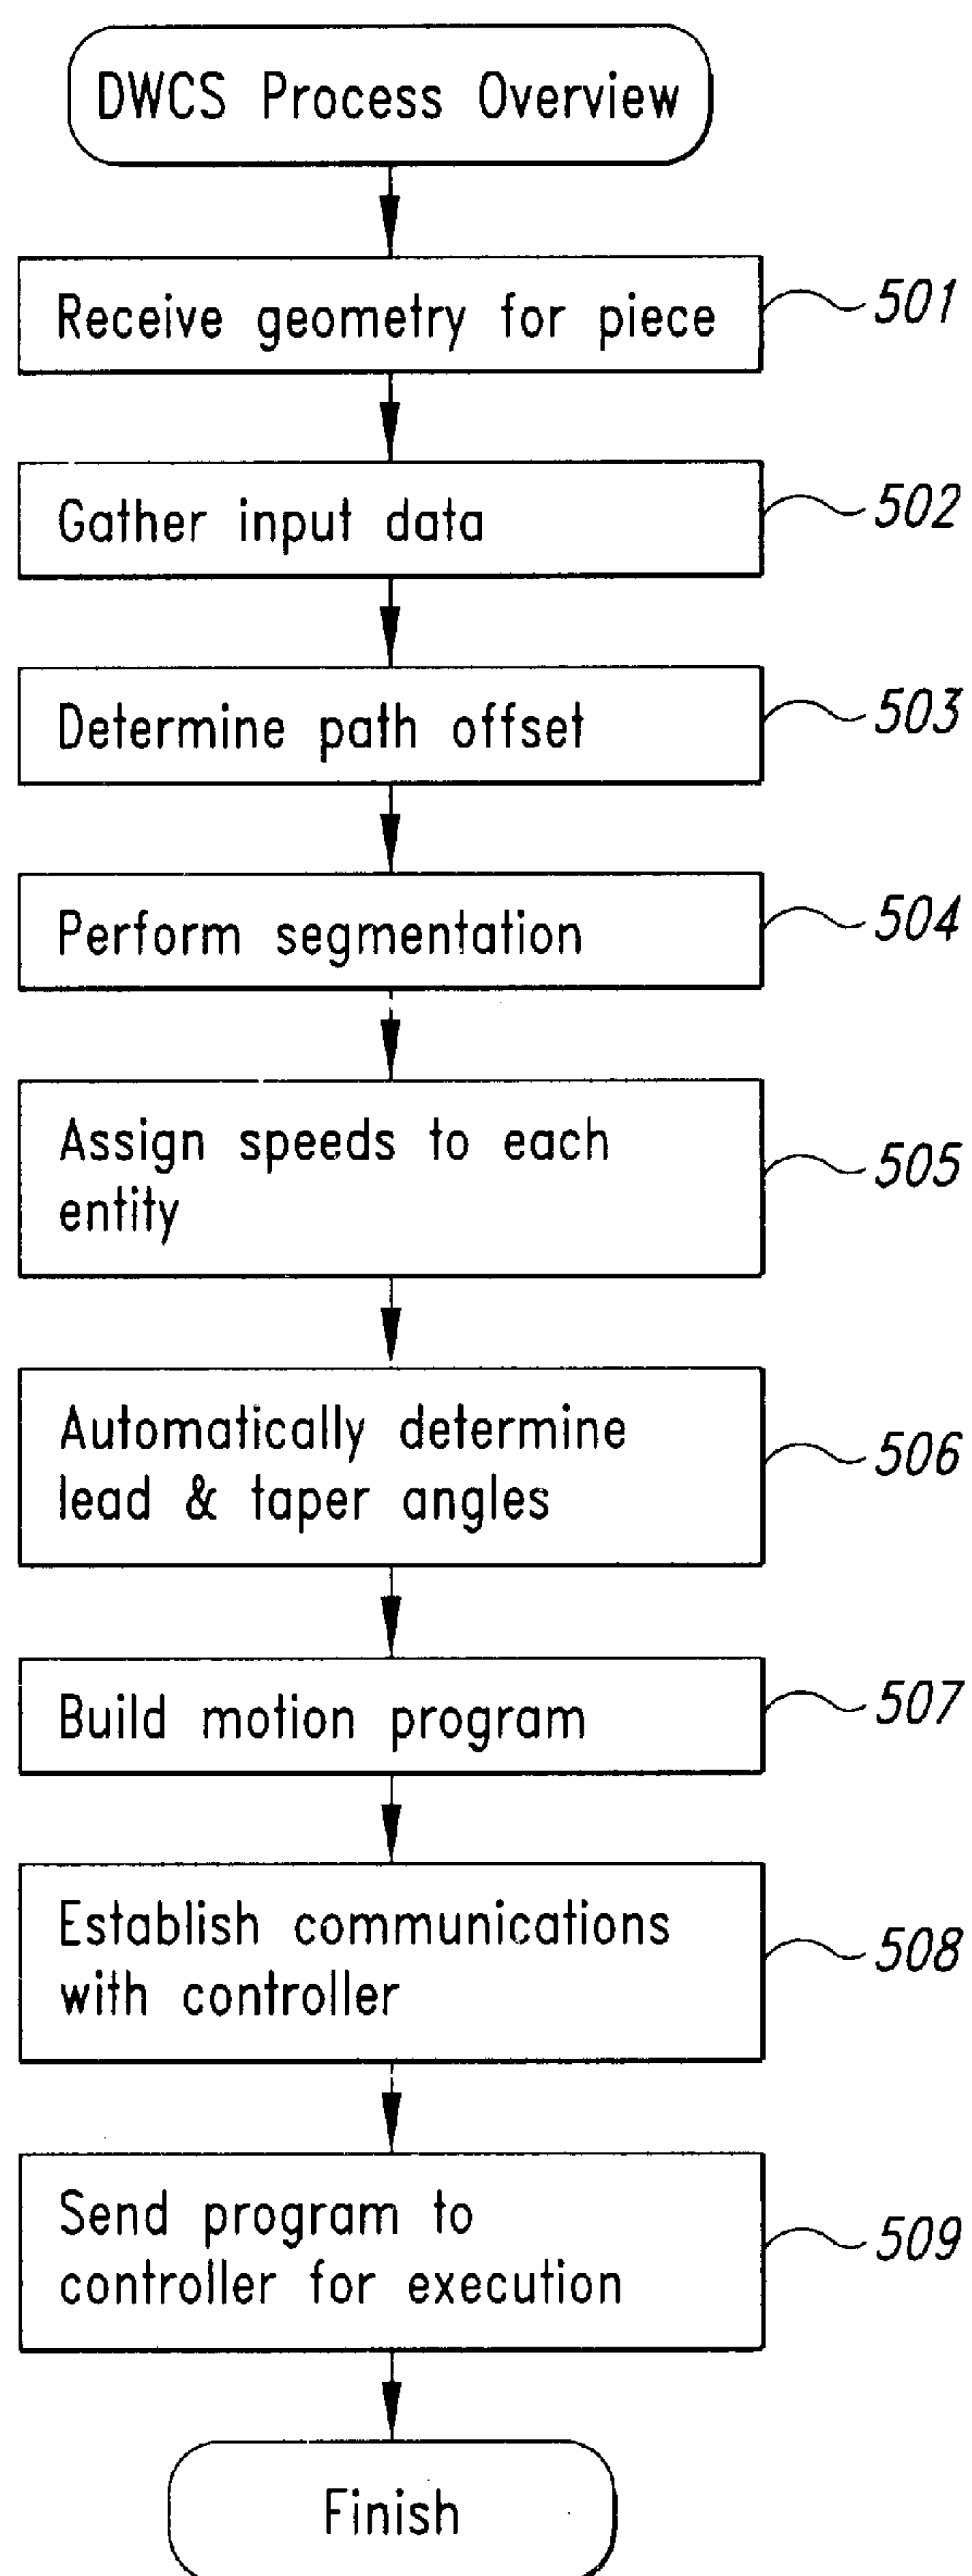 DWCS Process Overview
Receive geometry for piece
501
Gather input data
502
Determine path offset
503
Perform segmentation
504
Assign speeds to each
entity
505
Automatically determine
lead & taper angles
506
Build motion program
507
Establish communications
with controller
508
Send program to
controller for execution
509
Finish